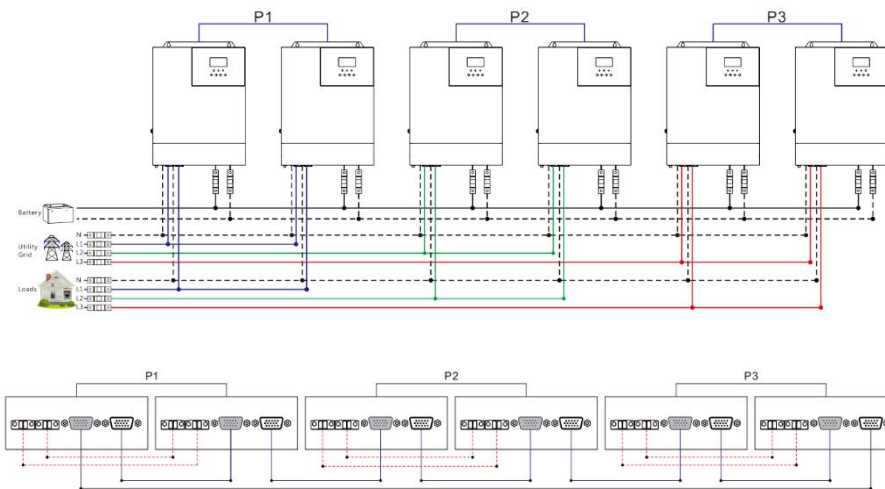 P1 P2 P3
Battery
N
Utility L1
Grid L2
L3
N
Loads L1
L2
L3
P1 P2 P3